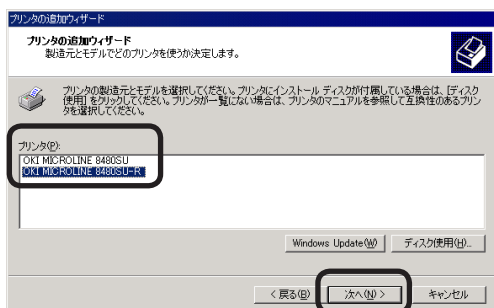 プリンタの追加ウィザード
プリンタの追加ウィザード
製造元とモデルでどのプリンタを使うか決定します。
プリンタの製造元とモデルを選択してください。プリンタにインストール ディスクが付属している場合は、[ディスク
使用] をクリックしてください。プリンタが一覧にない場合は、プリンタのマニュアルを参照して互換性のあるプリン
タを選択してください。
プリンタ(P):
OKI MICROLINE 8480SU
OKI MICROLINE 8480SU-R
Windows Update(W) ディスク使用(H)...
< 戻る(B) 次へ(N) > キャンセル